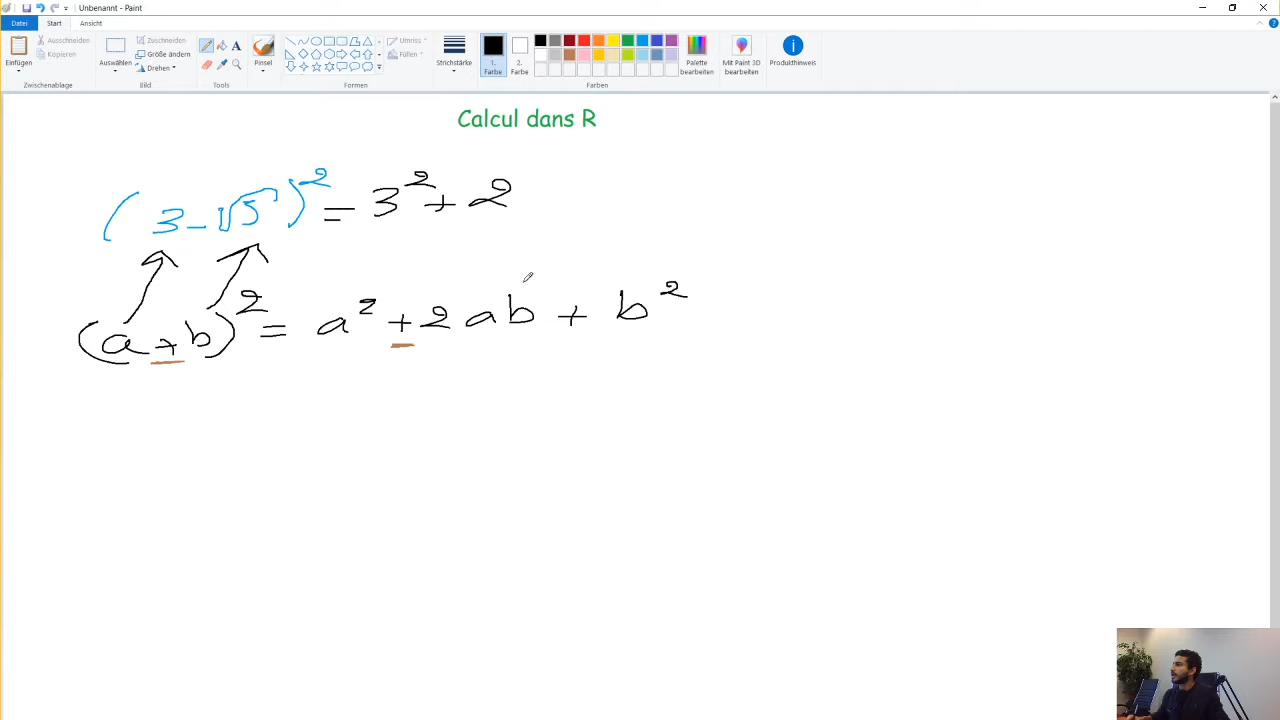 Unbenannt - Paint
Datei Start Ansicht
Einfügen Ausschneiden Kopieren Auswählen Zuschneiden Größe ändern Drehen A Pinsel Umriss Füllen Strichstärke 1. Farbe 2. Farbe Palette bearbeiten Mit Paint 3D bearbeiten Produkthinweis
Zwischenablage Bild Tools Formen Farben
Calcul dans R
(3-√5)² = 3² + 2
(a+b)² = a² + 2ab + b²